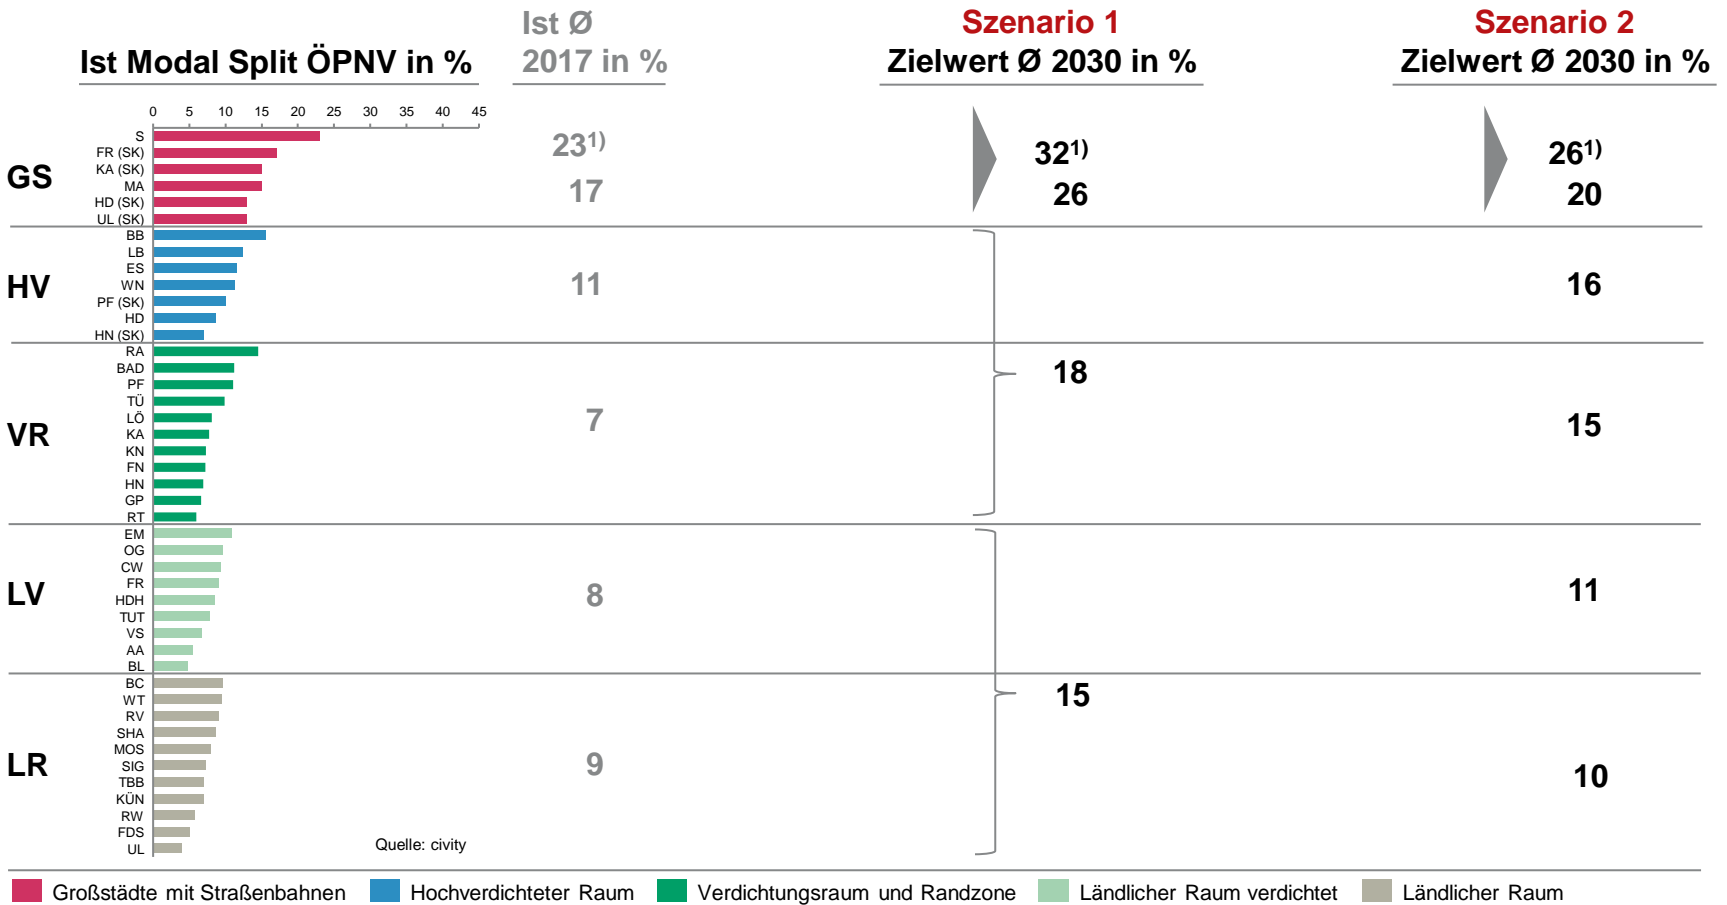 Ist Modal Split ÖPNV in %
Ist Ø
2017 in %
Szenario 1
Zielwert Ø 2030 in %
Szenario 2
Zielwert Ø 2030 in %
0 5 10 15 20 25 30 35 40 45
GS
S
FR (SK)
KA (SK)
MA
HD (SK)
UL (SK)
23¹⁾
17
32¹⁾
26
26¹⁾
20
HV
BB
LB
ES
WN
PF (SK)
HD
HN (SK)
11
16
VR
RA
BAD
PF
TÜ
LÖ
KA
KN
FN
HN
GP
RT
7
18
15
LV
EM
OG
CW
FR
HDH
TUT
VS
AA
BL
8
11
LR
BC
WT
RV
SHA
MOS
SIG
TBB
KÜN
RW
FDS
UL
9
15
10
Quelle: civity
Großstädte mit Straßenbahnen
Hochverdichteter Raum
Verdichtungsraum und Randzone
Ländlicher Raum verdichtet
Ländlicher Raum